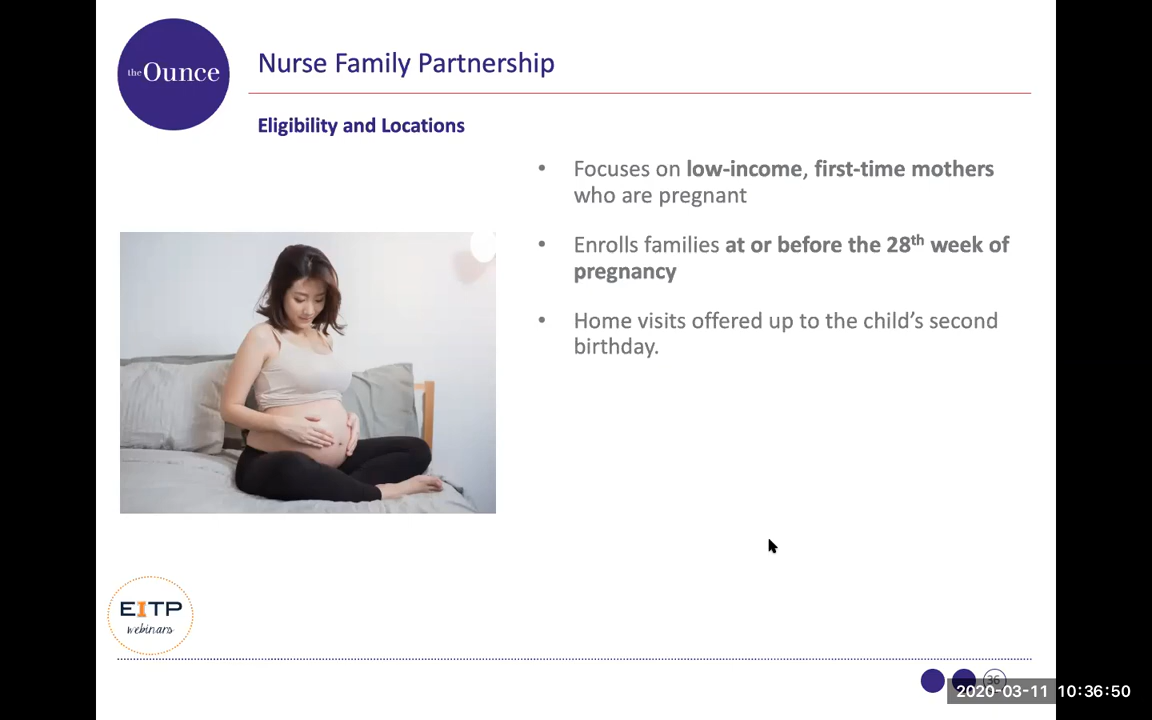 the Ounce
Nurse Family Partnership
Eligibility and Locations
• Focuses on low-income, first-time mothers
who are pregnant
• Enrolls families at or before the 28th week of
pregnancy
• Home visits offered up to the child's second
birthday.
EITP
webinars
36
2020-03-11 10:36:50